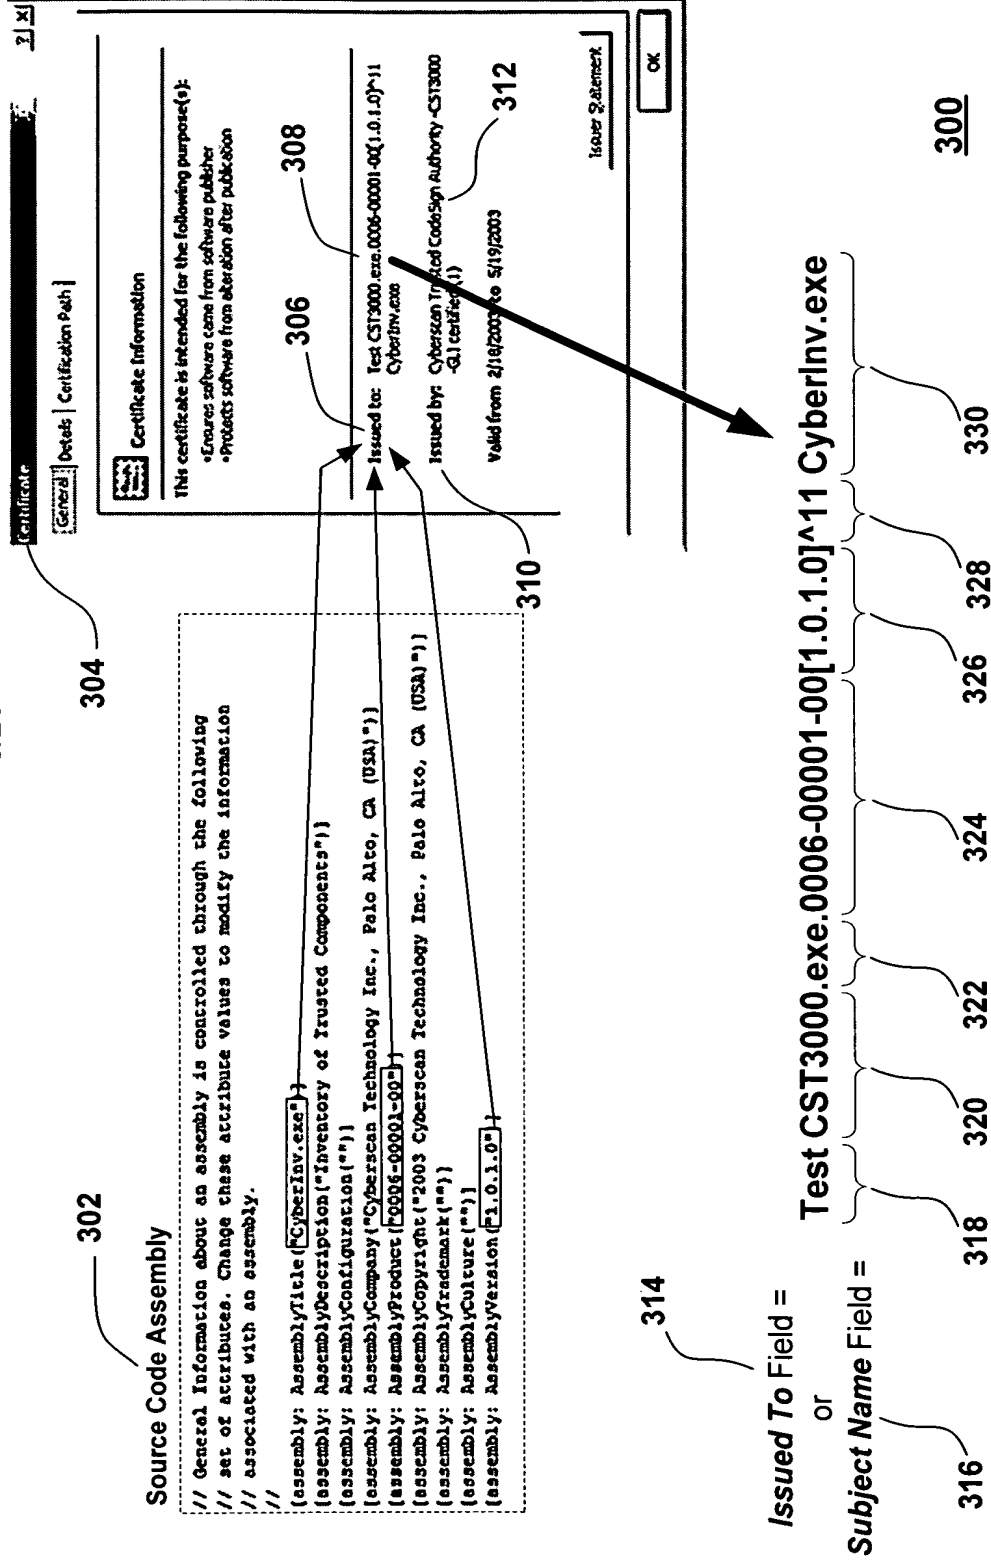 302
Source Code Assembly
// General Information about an assembly is controlled through the following
// set of attributes. Change these attribute values to modify the information
// associated with an assembly.
//
[assembly: AssemblyTitle("CyberInv.exe")]
[assembly: AssemblyDescription("Inventory of Trusted Components")]
[assembly: AssemblyConfiguration("")]
[assembly: AssemblyCompany("Cyberscan Technology Inc., Palo Alto, CA (USA)")]
[assembly: AssemblyProduct("0006-00001-00")]
[assembly: AssemblyCopyright("2003 Cyberscan Technology Inc., Palo Alto, CA (USA)")]
[assembly: AssemblyTrademark("")]
[assembly: AssemblyCulture("")]
[assembly: AssemblyVersion("1.0.1.0")]
304
Certificate
? X
General | Details | Certification Path |
Certificate Information
This certificate is intended for the following purpose(s):
•Ensures software came from software publisher
•Protects software from alteration after publication
306
308
Issued to: Test CST3000.exe.0006-00001-00[1.0.1.0]^11
CyberInv.exe
Issued by: Cyberscan Trusted CodeSign Authority -CST3000
-GLI certified(1)
310
312
Valid from 2/18/2003 to 5/19/2003
Issuer Statement
OK
314
Issued To Field =
or
Subject Name Field =
316
Test CST3000.exe.0006-00001-00[1.0.1.0]^11 CyberInv.exe
318
320
322
324
326
328
330
300